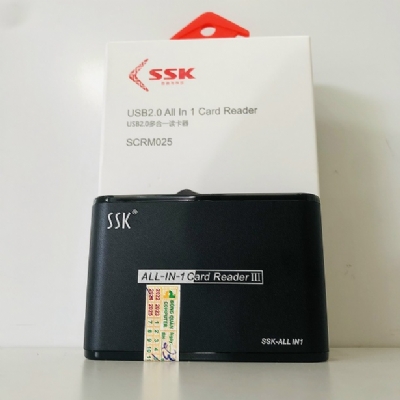 SSK
USB2.0 All In 1 Card Reader
USB2.0多合一读卡器
SCRM025
SSK®
ALL-IN-1 Card Reader III
SSK-ALL IN1